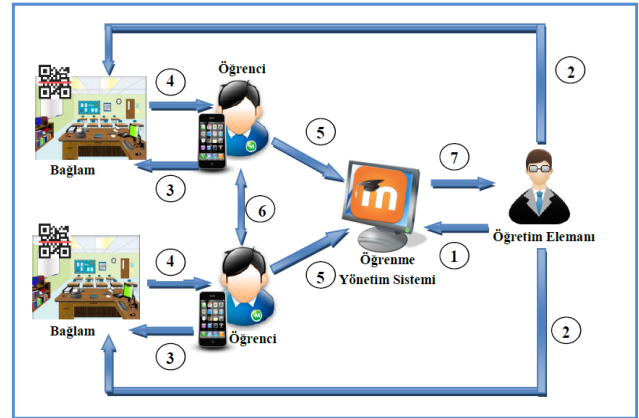 Öğrenci
2
4
5
7
3
Bağlam
6
m
Öğretim Elemanı
1
4
5
Öğrenme
Yönetim Sistemi
2
Bağlam
3
Öğrenci